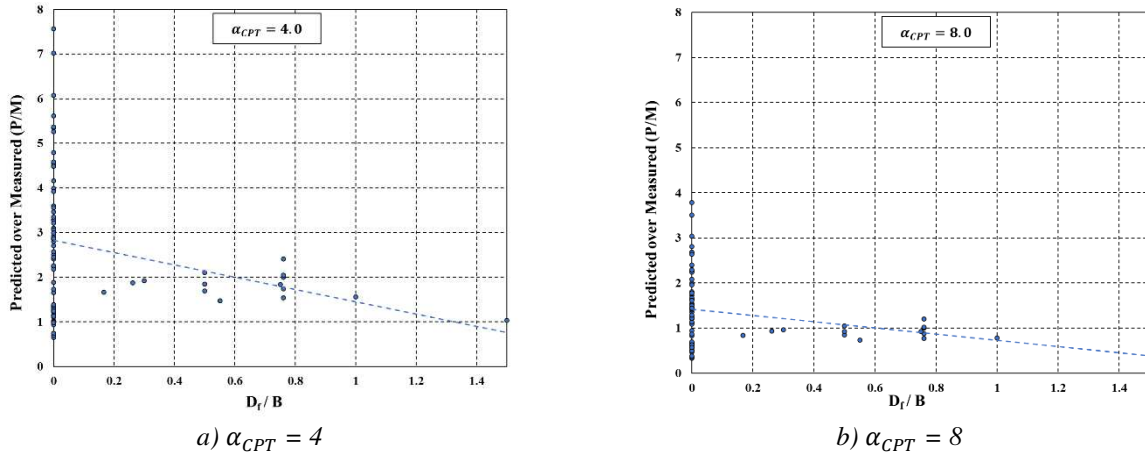 8
α_CPT = 4.0
7
6
5
4
3
2
1
0
Predicted over Measured (P/M)
0 0.2 0.4 0.6 0.8 1 1.2 1.4
D_f / B
a) α_CPT = 4
8
α_CPT = 8.0
7
6
5
4
3
2
1
0
Predicted over Measured (P/M)
0 0.2 0.4 0.6 0.8 1 1.2 1.4
D_f / B
b) α_CPT = 8